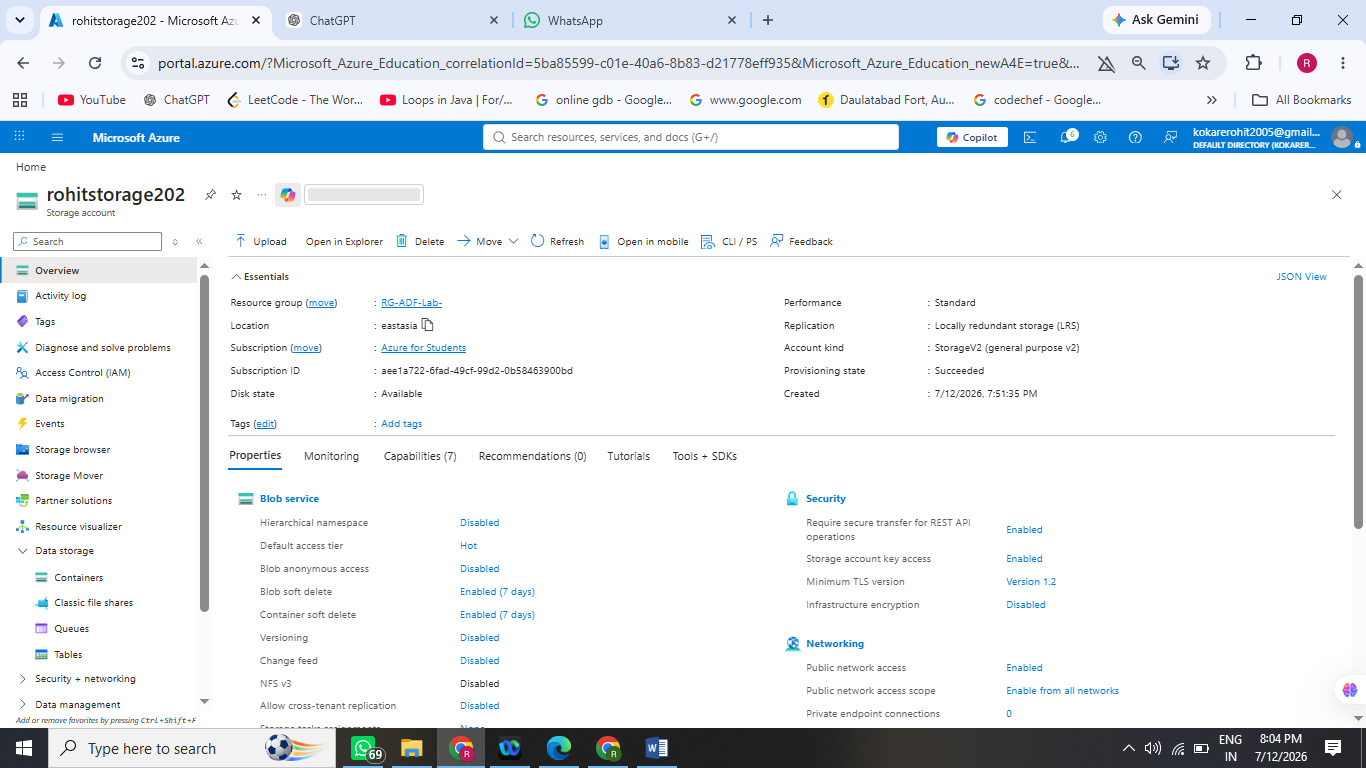 rohitstorage202 - Microsoft Azu
ChatGPT
WhatsApp
Ask Gemini
portal.azure.com/?Microsoft_Azure_Education_correlationId=5ba85599-c01e-40a6-8b83-d21778eff935&Microsoft_Azure_Education_newA4E=true&...
R
YouTube
ChatGPT
LeetCode - The Wor...
Loops in Java | For/...
online gdb - Google...
www.google.com
Daulatabad Fort, Au...
codechef - Google...
All Bookmarks
Microsoft Azure
Search resources, services, and docs (G+/)
Copilot
6
kokarerohit2005@gmail...
DEFAULT DIRECTORY (KOKARER...
Home
rohitstorage202
Storage account
Search
Upload
Open in Explorer
Delete
Move
Refresh
Open in mobile
CLI / PS
Feedback
Overview
Activity log
Tags
Diagnose and solve problems
Access Control (IAM)
Data migration
Events
Storage browser
Storage Mover
Partner solutions
Resource visualizer
Data storage
Containers
Classic file shares
Queues
Tables
Security + networking
Data management
Add or remove favorites by pressing Ctrl+Shift+F
Essentials
JSON View
Resource group (move) : RG-ADF-Lab-
Location : eastasia
Subscription (move) : Azure for Students
Subscription ID : aee1a722-6fad-49cf-99d2-0b58463900bd
Disk state : Available
Tags (edit) : Add tags
Performance : Standard
Replication : Locally redundant storage (LRS)
Account kind : StorageV2 (general purpose v2)
Provisioning state : Succeeded
Created : 7/12/2026, 7:51:35 PM
Properties
Monitoring
Capabilities (7)
Recommendations (0)
Tutorials
Tools + SDKs
Blob service
Hierarchical namespace Disabled
Default access tier Hot
Blob anonymous access Disabled
Blob soft delete Enabled (7 days)
Container soft delete Enabled (7 days)
Versioning Disabled
Change feed Disabled
NFS v3 Disabled
Allow cross-tenant replication Disabled
Storage tasks assignments None
Security
Require secure transfer for REST API
operations Enabled
Storage account key access Enabled
Minimum TLS version Version 1.2
Infrastructure encryption Disabled
Networking
Public network access Enabled
Public network access scope Enable from all networks
Private endpoint connections 0
Type here to search
69
ENG
IN
8:04 PM
7/12/2026